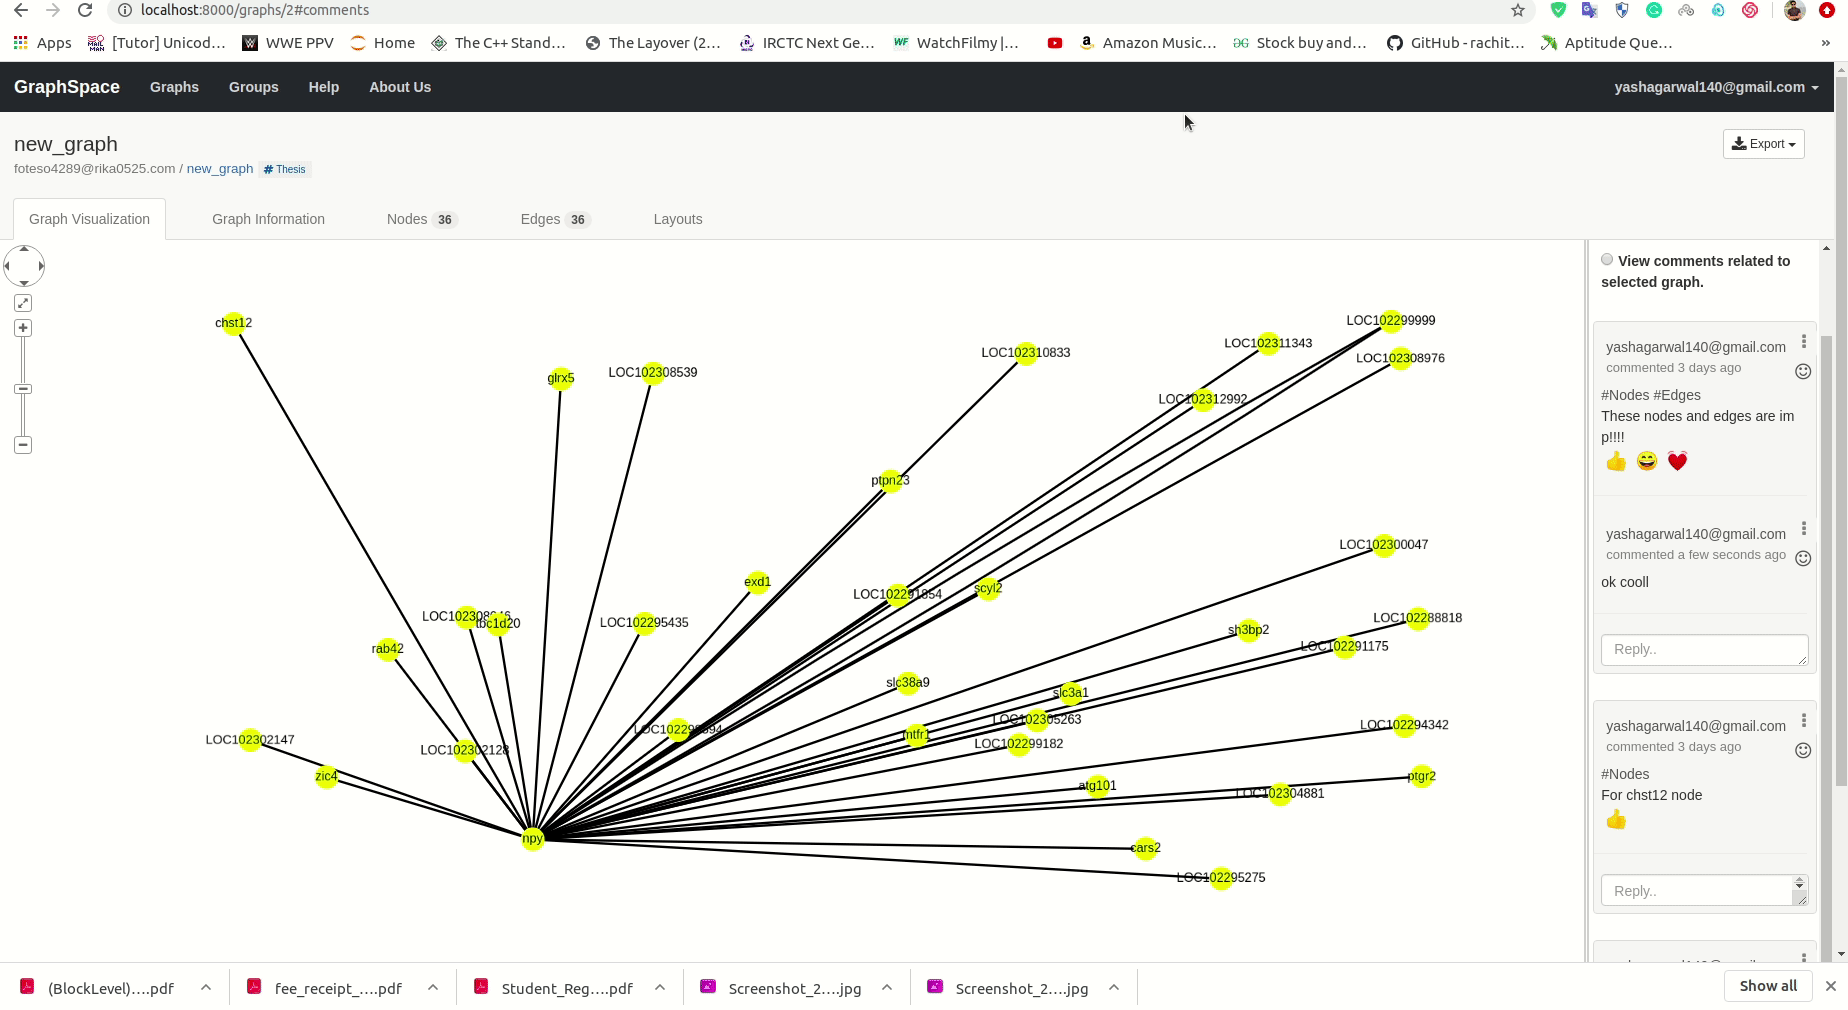 localhost:8000/graphs/2#comments
Apps
[Tutor] Unicod...
WWE PPV
Home
The C++ Stand...
The Layover (2...
IRCTC Next Ge...
WF WatchFilmy |...
Amazon Music...
Stock buy and...
GitHub - rachit...
Aptitude Que...
»
GraphSpace Graphs Groups Help About Us
yashagarwal140@gmail.com
new_graph
foteso4289@rika0525.com / new_graph # Thesis
Export
Graph Visualization
Graph Information
Nodes 36
Edges 36
Layouts
chst12
glrx5
LOC102308539
LOC102310833
LOC102311343
LOC102299999
LOC102308976
LOC102312992
ptpn23
LOC102300047
exd1
LOC102291854
scyl2
tbc1d20
LOC102295435
rab42
sh3bp2
LOC102288818
LOC102291175
slc38a9
slc3a1
LOC102305263
LOC102294342
mtfr1
LOC102299182
LOC102302147
LOC102302128
zic4
atg101
LOC102304881
ptgr2
npy
cars2
LOC102295275
View comments related to
selected graph.
yashagarwal140@gmail.com
commented 3 days ago
#Nodes #Edges
These nodes and edges are im
p!!!!
yashagarwal140@gmail.com
commented a few seconds ago
ok cooll
Reply..
yashagarwal140@gmail.com
commented 3 days ago
#Nodes
For chst12 node
Reply..
(BlockLevel)....pdf
fee_receipt_....pdf
Student_Reg....pdf
Screenshot_2....jpg
Screenshot_2....jpg
Show all